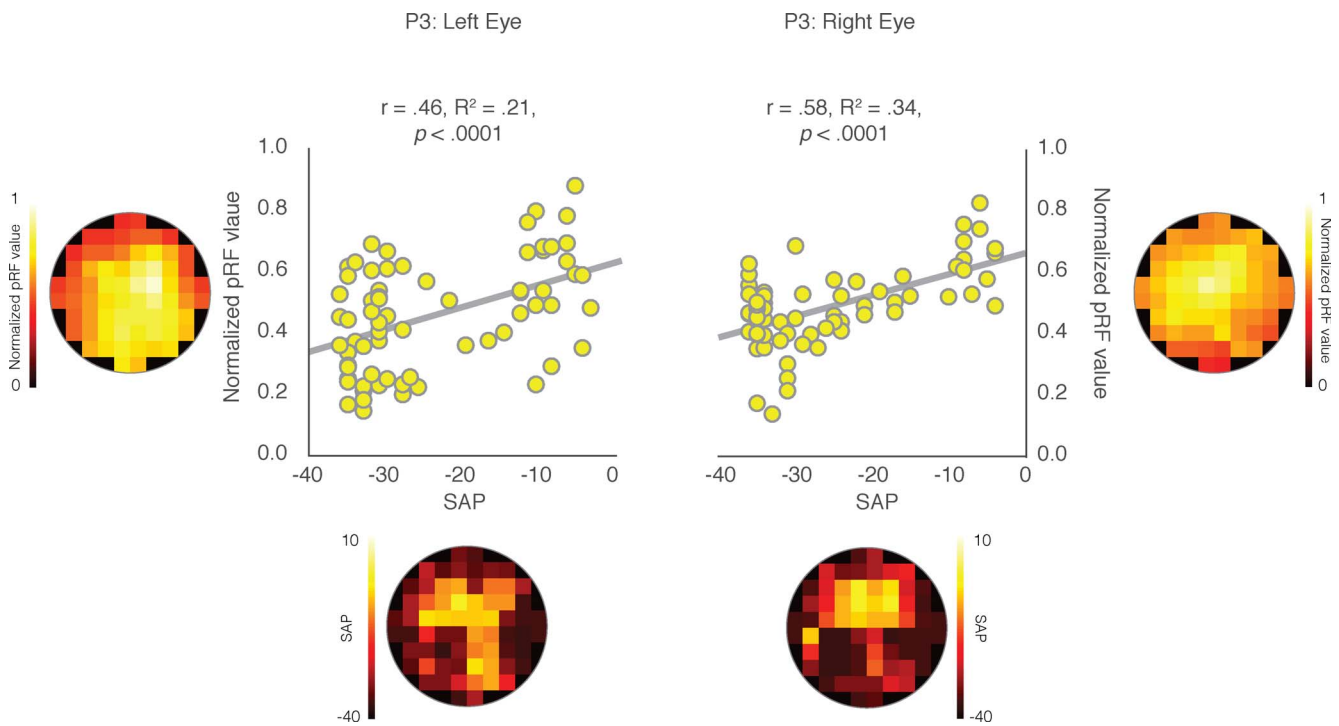 P3: Left Eye
P3: Right Eye
r = .46, R² = .21,
p < .0001
r = .58, R² = .34,
p < .0001
1
Normalized pRF value
0
Normalized pRF vlaue
1.0
0.8
0.6
0.4
0.2
0.0
-40
-30
-20
-10
0
SAP
-40
-30
-20
-10
0
SAP
1.0
0.8
0.6
0.4
0.2
0.0
Normalized pRF value
1
Normalized pRF value
0
10
SAP
-40
10
SAP
-40